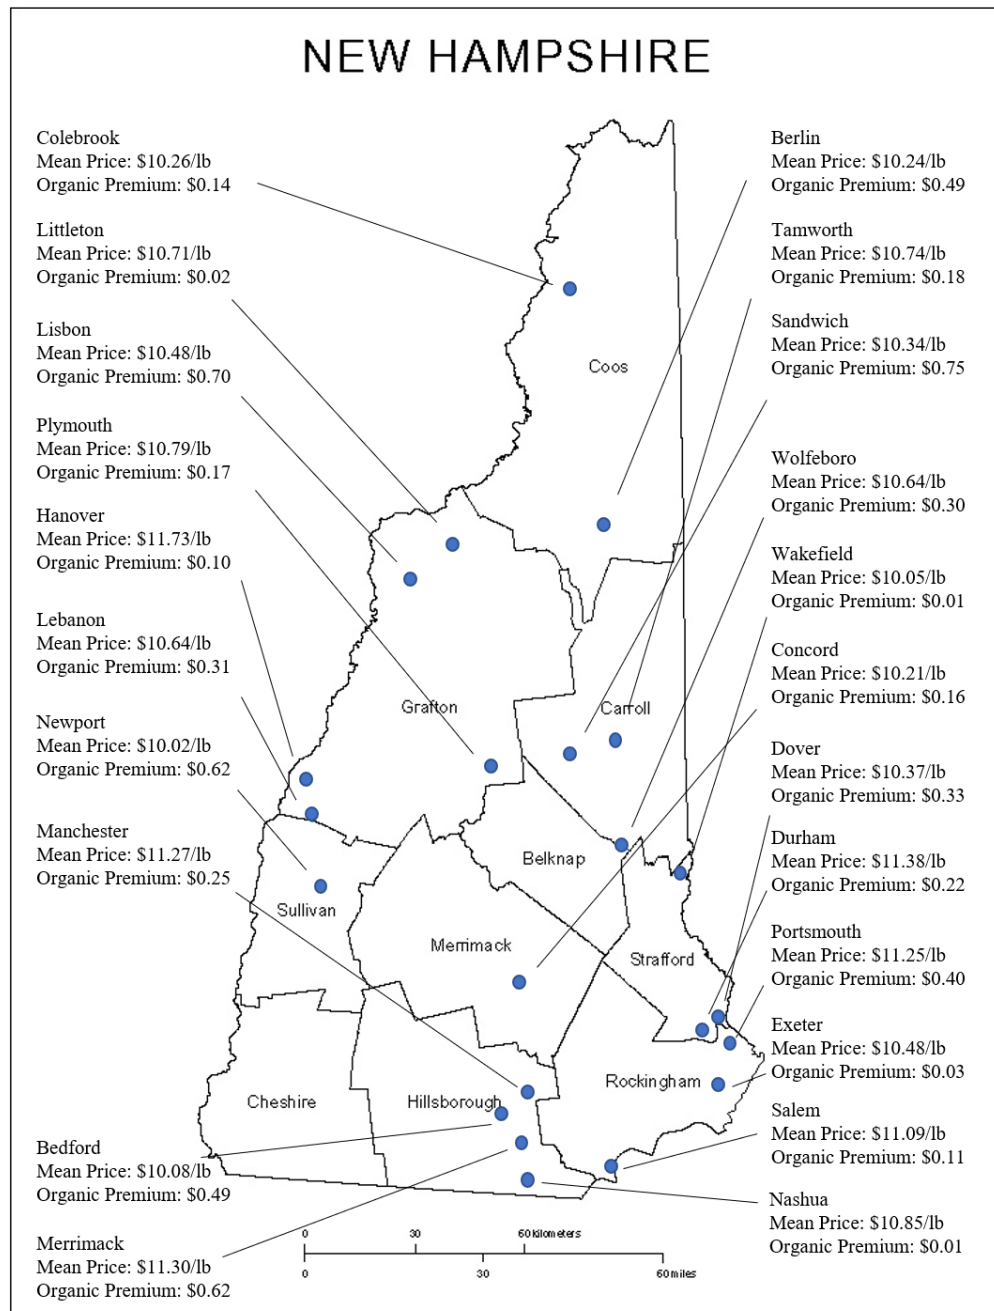 NEW HAMPSHIRE
Colebrook
Mean Price: $10.26/lb
Organic Premium: $0.14
Littleton
Mean Price: $10.71/lb
Organic Premium: $0.02
Lisbon
Mean Price: $10.48/lb
Organic Premium: $0.70
Plymouth
Mean Price: $10.79/lb
Organic Premium: $0.17
Hanover
Mean Price: $11.73/lb
Organic Premium: $0.10
Lebanon
Mean Price: $10.64/lb
Organic Premium: $0.31
Newport
Mean Price: $10.02/lb
Organic Premium: $0.62
Manchester
Mean Price: $11.27/lb
Organic Premium: $0.25
Bedford
Mean Price: $10.08/lb
Organic Premium: $0.49
Merrimack
Mean Price: $11.30/lb
Organic Premium: $0.62
Coos
Grafton
Carroll
Belknap
Sullivan
Merrimack
Strafford
Cheshire
Hillsborough
Rockingham
0 30 60 kilometers
0 30 60 miles
Berlin
Mean Price: $10.24/lb
Organic Premium: $0.49
Tamworth
Mean Price: $10.74/lb
Organic Premium: $0.18
Sandwich
Mean Price: $10.34/lb
Organic Premium: $0.75
Wolfeboro
Mean Price: $10.64/lb
Organic Premium: $0.30
Wakefield
Mean Price: $10.05/lb
Organic Premium: $0.01
Concord
Mean Price: $10.21/lb
Organic Premium: $0.16
Dover
Mean Price: $10.37/lb
Organic Premium: $0.33
Durham
Mean Price: $11.38/lb
Organic Premium: $0.22
Portsmouth
Mean Price: $11.25/lb
Organic Premium: $0.40
Exeter
Mean Price: $10.48/lb
Organic Premium: $0.03
Salem
Mean Price: $11.09/lb
Organic Premium: $0.11
Nashua
Mean Price: $10.85/lb
Organic Premium: $0.01